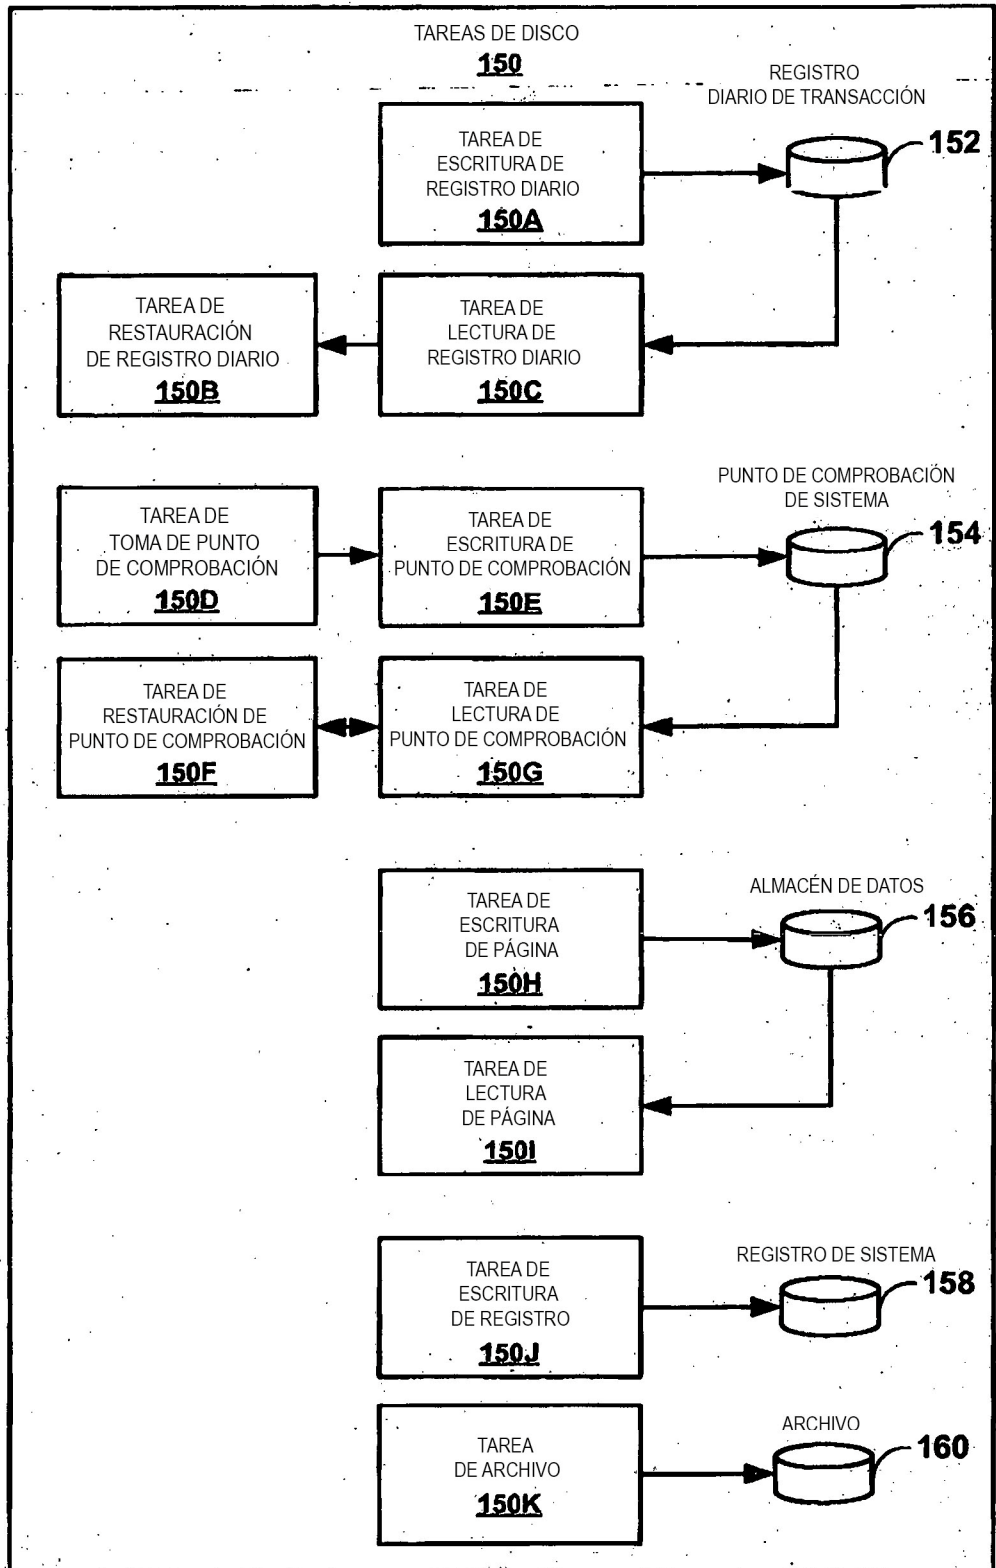 TAREAS DE DISCO
150
REGISTRO
DIARIO DE TRANSACCIÓN
152
TAREA DE
ESCRITURA DE
REGISTRO DIARIO
150A
TAREA DE
RESTAURACIÓN
DE REGISTRO DIARIO
150B
TAREA DE
LECTURA DE
REGISTRO DIARIO
150C
PUNTO DE COMPROBACIÓN
DE SISTEMA
154
TAREA DE
TOMA DE PUNTO
DE COMPROBACIÓN
150D
TAREA DE
ESCRITURA DE
PUNTO DE COMPROBACIÓN
150E
TAREA DE
RESTAURACIÓN DE
PUNTO DE COMPROBACIÓN
150F
TAREA DE
LECTURA DE
PUNTO DE COMPROBACIÓN
150G
TAREA DE
ESCRITURA
DE PÁGINA
150H
ALMACÉN DE DATOS
156
TAREA DE
LECTURA
DE PÁGINA
150I
TAREA DE
ESCRITURA
DE REGISTRO
150J
REGISTRO DE SISTEMA
158
TAREA
DE ARCHIVO
150K
ARCHIVO
160